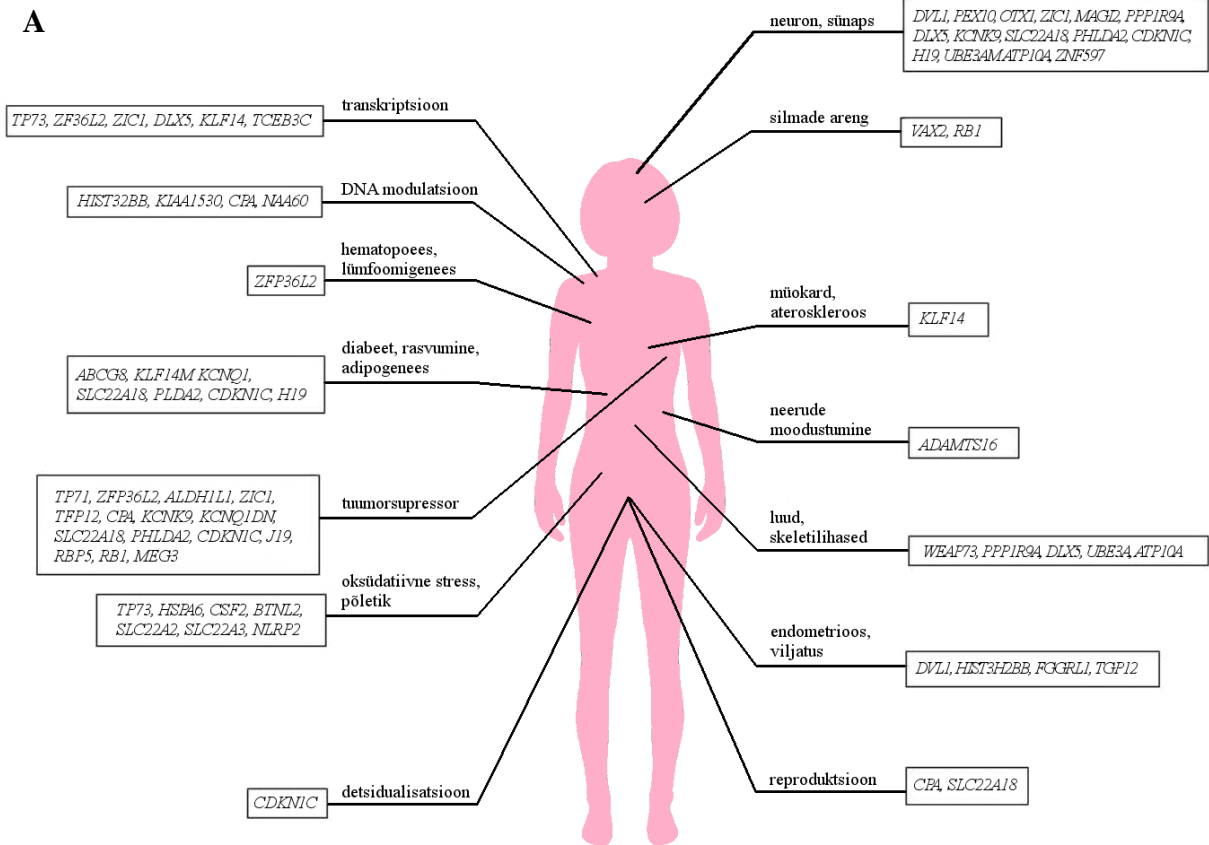 A
neuron, sünaps
DVL1, PEX10, OTX1, ZIC1, MAGI2, PPP1R9A,
DLX5, KCNK9, SLC22A18, PHLDA2, CDKN1C,
H19, UBE3AM ATP10A, ZNF597
transkriptsioon
TP73, ZF36L2, ZIC1, DLX5, KLF14, TCEB3C
silmade areng
VAX2, RB1
DNA modulatsioon
HIST32BB, KIAA1530, CPA, NAA60
hematopoees,
lümfoomigenees
ZFP36L2
müokard,
ateroskleroos
KLF14
diabeet, rasvumine,
adipogenees
ABCG8, KLF14M KCNQ1,
SLC22A18, PLDA2, CDKN1C, H19
neerude
moodustumine
ADAMTS16
tuumorsupressor
TP71, ZFP36L2, ALDH1L1, ZIC1,
TFP12, CPA, KCNK9, KCNQ1DN,
SLC22A18, PHLDA2, CDKN1C, J19,
RBP5, RB1, MEG3
luud,
skeletilihased
WEAP73, PPP1R9A, DLX5, UBE3A, ATP10A
oksüdatiivne stress,
põletik
TP73, HSPA6, CSF2, BTNL2,
SLC22A2, SLC22A3, NLRP2
endometrioos,
viljatus
DVL1, HIST3H2BB, FGGRL1, TGP12
reproduktsioon
CPA, SLC22A18
detsidualisatsioon
CDKN1C